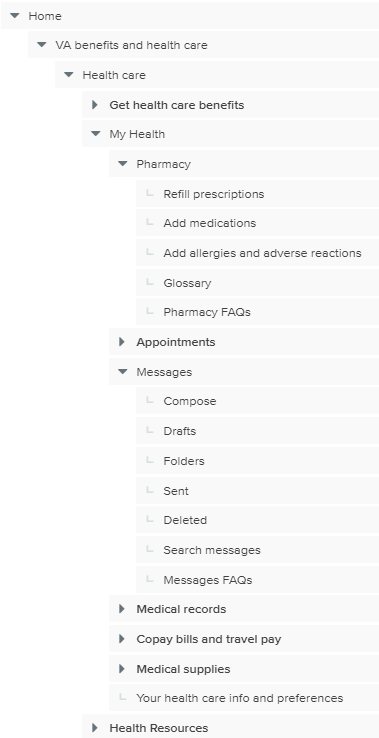 Home
VA benefits and health care
Health care
Get health care benefits
My Health
Pharmacy
Refill prescriptions
Add medications
Add allergies and adverse reactions
Glossary
Pharmacy FAQs
Appointments
Messages
Compose
Drafts
Folders
Sent
Deleted
Search messages
Messages FAQs
Medical records
Copay bills and travel pay
Medical supplies
Your health care info and preferences
Health Resources